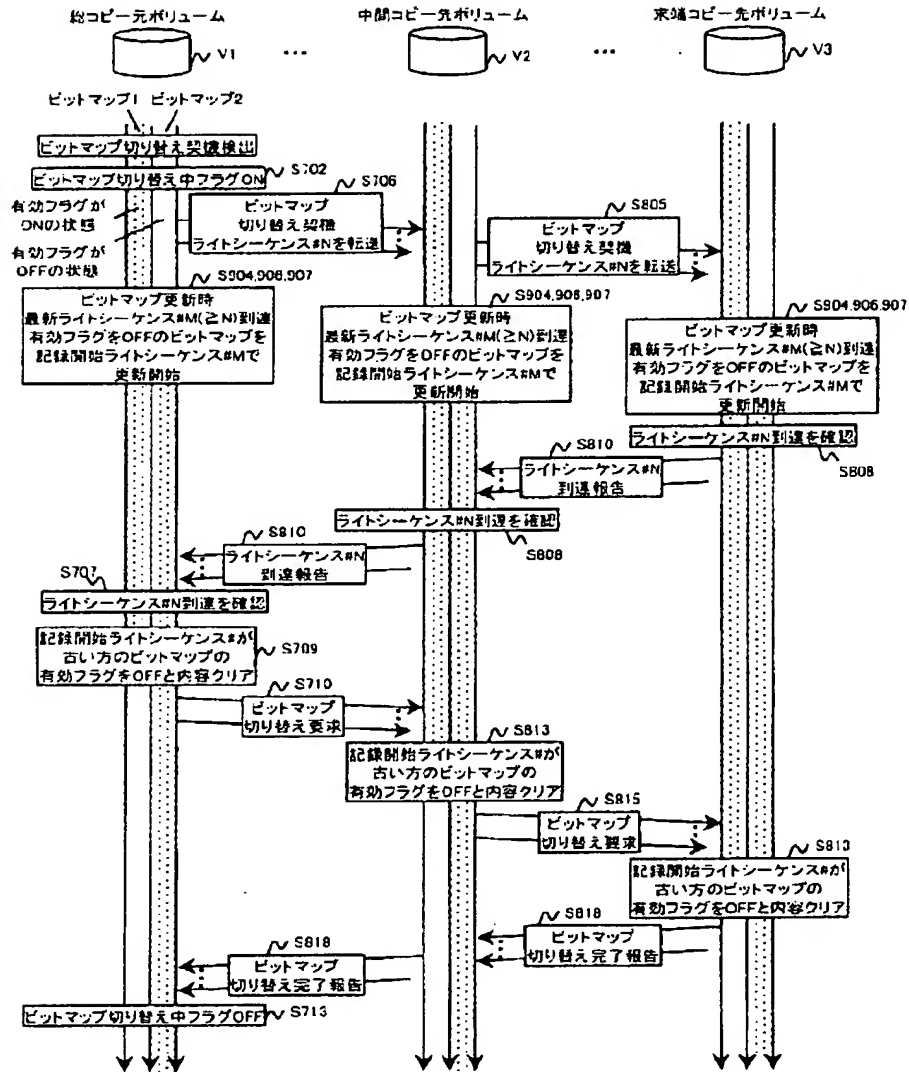 総コピー元ボリューム
中間コピー先ボリューム
末端コピー先ボリューム
V1
…
V2
…
V3
ビットマップ1 ビットマップ2
ビットマップ切り替え契機検出
S702
ビットマップ切り替え中フラグON
有効フラグが
ONの状態
有効フラグが
OFFの状態
S706
ビットマップ
切り替え契機
ライトシーケンス#Nを転送
S805
ビットマップ
切り替え契機
ライトシーケンス#Nを転送
S904,906,907
ビットマップ更新時
最新ライトシーケンス#M(≧N)到達
有効フラグをOFFのビットマップを
記録開始ライトシーケンス#Mで
更新開始
S904,906,907
ビットマップ更新時
最新ライトシーケンス#M(≧N)到達
有効フラグをOFFのビットマップを
記録開始ライトシーケンス#Mで
更新開始
S904,906,907
ビットマップ更新時
最新ライトシーケンス#M(≧N)到達
有効フラグをOFFのビットマップを
記録開始ライトシーケンス#Mで
更新開始
ライトシーケンス#N到達を確認
S808
S810
ライトシーケンス#N
到達報告
ライトシーケンス#N到達を確認
S808
S810
ライトシーケンス#N
到達報告
S707
ライトシーケンス#N到達を確認
記録開始ライトシーケンス#が
古い方のビットマップの
有効フラグをOFFと内容クリア
S709
S710
ビットマップ
切り替え要求
S813
記録開始ライトシーケンス#が
古い方のビットマップの
有効フラグをOFFと内容クリア
S815
ビットマップ
切り替え要求
S813
記録開始ライトシーケンス#が
古い方のビットマップの
有効フラグをOFFと内容クリア
S818
ビットマップ
切り替え完了報告
S818
ビットマップ
切り替え完了報告
ビットマップ切り替え中フラグOFF
S713